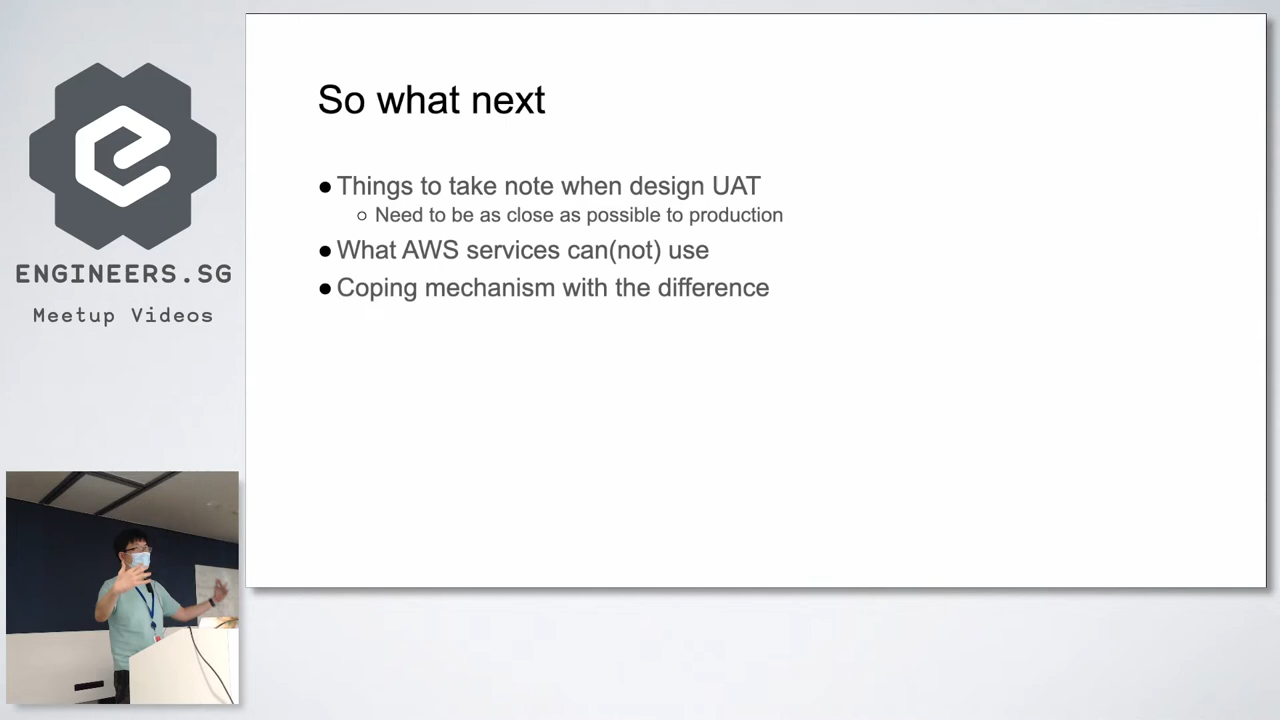 So what next
● Things to take note when design UAT
○ Need to be as close as possible to production
● What AWS services can(not) use
● Coping mechanism with the difference
ENGINEERS.SG
Meetup Videos